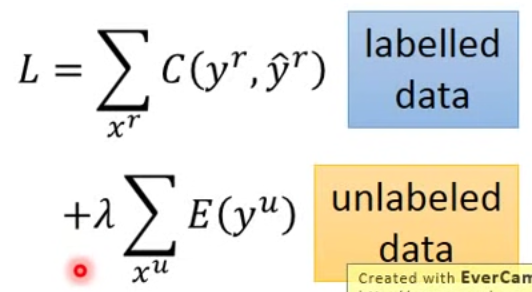 L = ∑ C(y^r, ŷ^r)
x^r
labelled
data
+λ ∑ E(y^u)
x^u
unlabeled
data
Created with EverCam